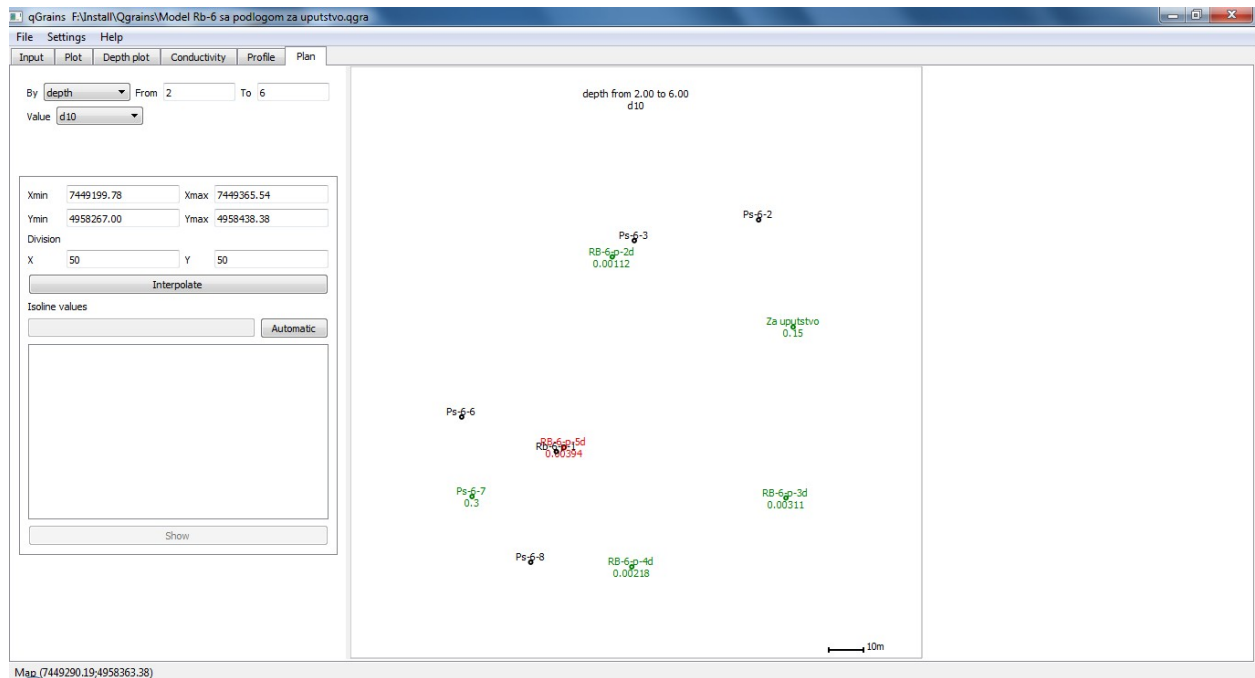 qGrains F:\Install\Qgrains\Model Rb-6 sa podlogom za uputstvo.qgra
File Settings Help
Input Plot Depth plot Conductivity Profile Plan
By depth From 2 To 6
Value d10
Xmin 7449199.78 Xmax 7449365.54
Ymin 4958267.00 Ymax 4958438.38
Division
X 50 Y 50
Interpolate
Isoline values
Automatic
Show
depth from 2.00 to 6.00
d10
Ps-6-2
Ps-6-3
RB-6-p-2d
0.00112
Za uputstvo
0.15
Ps-6-6
RB-6-p-5d
Rb-6-p-1
0.00394
Ps-6-7
0.3
RB-6-p-3d
0.00311
Ps-6-8
RB-6-p-4d
0.00218
10m
Map (7449290.19;4958363.38)